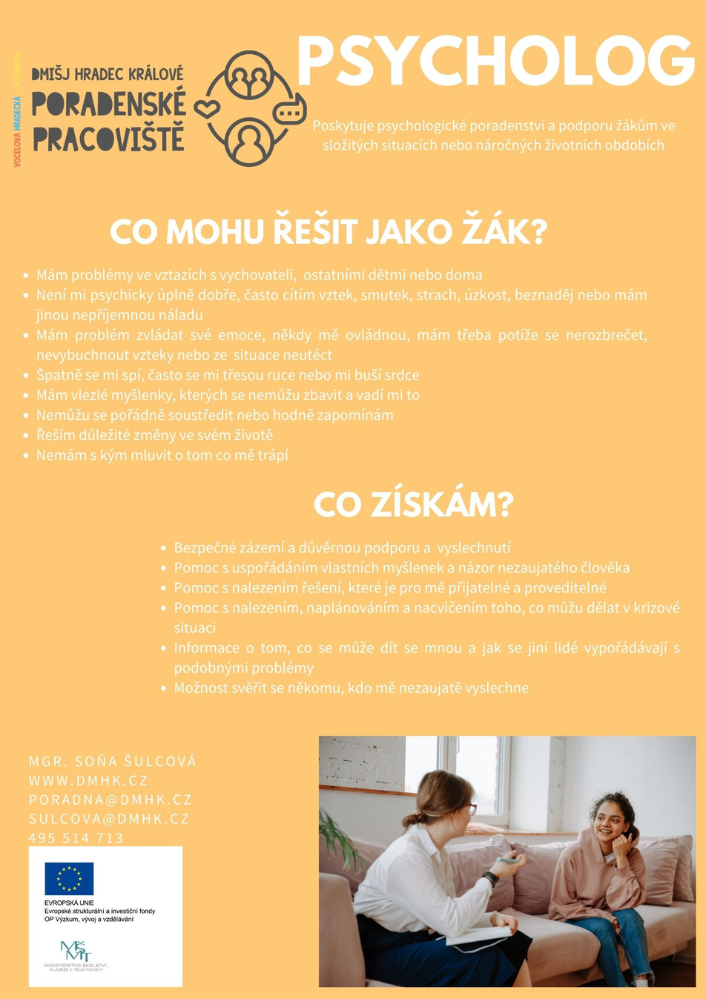 VOCELOVA HRADECKÁ J. MASARYKA
DMIŠJ HRADEC KRÁLOVÉ
PORADENSKÉ
PRACOVIŠTĚ
PSYCHOLOG
Poskytuje psychologické poradenství a podporu žákům ve
složitých situacích nebo náročných životních obdobích
CO MOHU ŘEŠIT JAKO ŽÁK?
• Mám problémy ve vztazích s vychovateli, ostatními dětmi nebo doma
• Není mi psychicky úplně dobře, často cítím vztek, smutek, strach, úzkost, beznaděj nebo mám
jinou nepříjemnou náladu
• Mám problém zvládat své emoce, někdy mě ovládnou, mám třeba potíže se nerozbrečet,
nevybuchnout vzteky nebo ze situace neutéct
• Špatně se mi spí, často se mi třesou ruce nebo mi buší srdce
• Mám vlezlé myšlenky, kterých se nemůžu zbavit a vadí mi to
• Nemůžu se pořádně soustředit nebo hodně zapomínám
• Řeším důležité změny ve svém životě
• Nemám s kým mluvit o tom co mě trápí
CO ZÍSKÁM?
• Bezpečné zázemí a důvěrnou podporu a vyslechnutí
• Pomoc s uspořádáním vlastních myšlenek a názor nezaujatého člověka
• Pomoc s nalezením řešení, které je pro mě přijatelné a proveditelné
• Pomoc s nalezením, naplánováním a nacvičením toho, co můžu dělat v krizové
situaci
• Informace o tom, co se může dít se mnou a jak se jiní lidé vypořádávají s
podobnými problémy
• Možnost svěřit se někomu, kdo mě nezaujatě vyslechne
MGR. SOŇA ŠULCOVÁ
WWW.DMHK.CZ
PORADNA@DMHK.CZ
SULCOVA@DMHK.CZ
495 514 713
EVROPSKÁ UNIE
Evropské strukturální a investiční fondy
OP Výzkum, vývoj a vzdělávání
MŠMT
MINISTERSTVO ŠKOLSTVÍ,
MLÁDEŽE A TĚLOVÝCHOVY